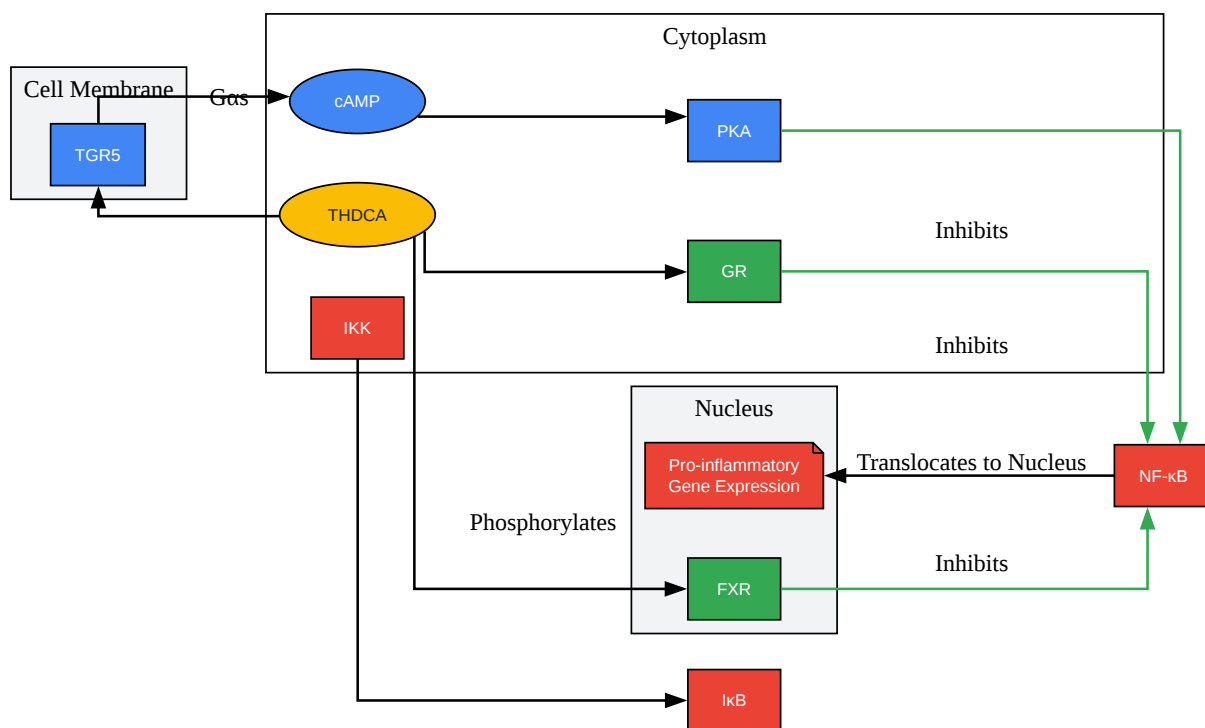 Cytoplasm
Cell Membrane
Gαs
cAMP
PKA
TGR5
THDCA
Inhibits
GR
IKK
Inhibits
Nucleus
Pro-inflammatory
Gene Expression
Translocates to Nucleus
NF-κB
Phosphorylates
FXR
Inhibits
IκB